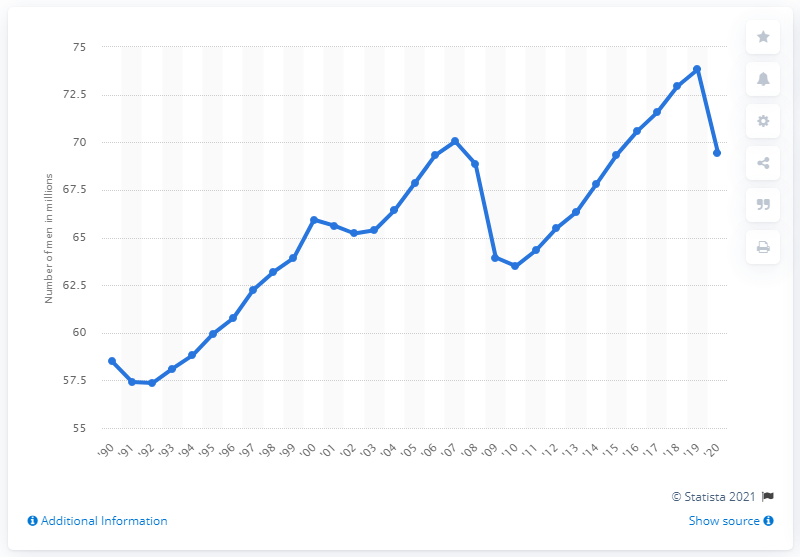 75
72.5
70
67.5
65
62.5
60
57.5
55
Number of men in millions
'90 '91 '92 '93 '94 '95 '96 '97 '98 '99 '00 '01 '02 '03 '04 '05 '06 '07 '08 '09 '10 '11 '12 '13 '14 '15 '16 '17 '18 '19 '20
© Statista 2021
Additional Information
Show source